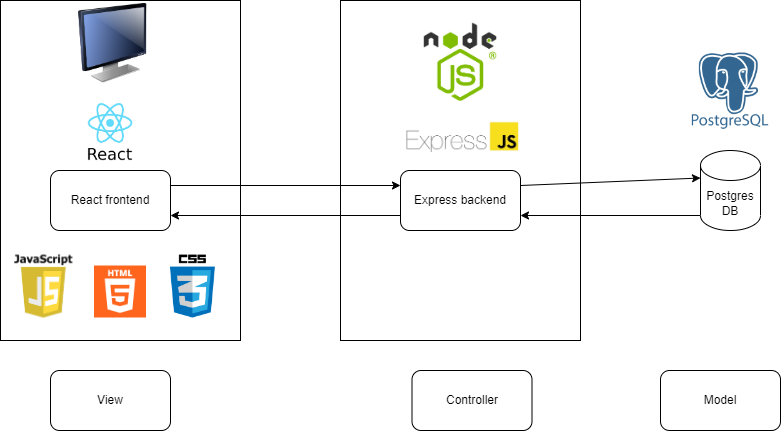 node
JS
®
PostgreSQL
Express JS
React
React frontend
Express backend
Postgres
DB
JavaScript
JS
HTML
5
CSS
3
View
Controller
Model